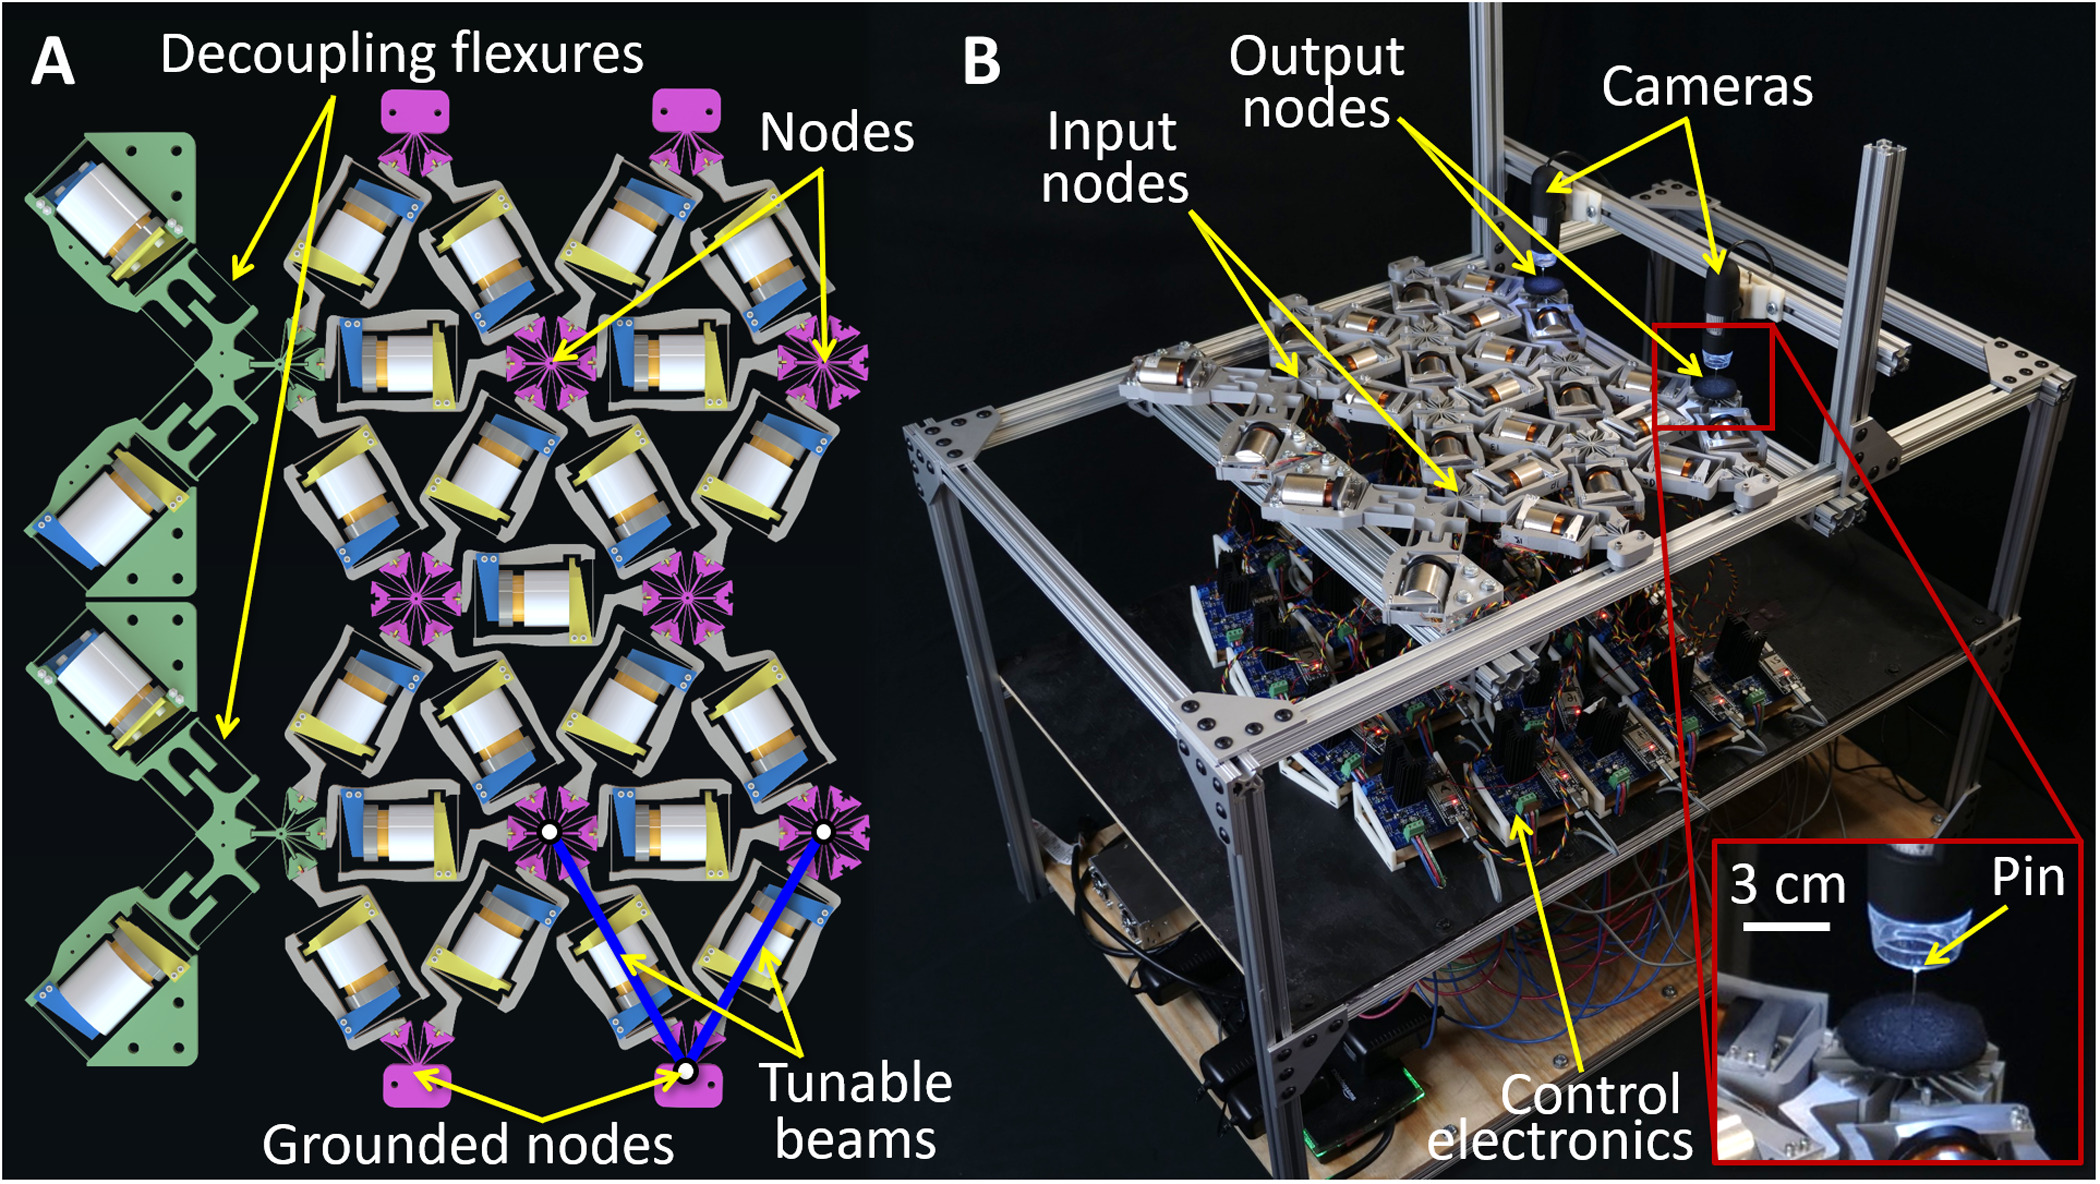 A
Decoupling flexures
Nodes
Grounded nodes
Tunable
beams
B
Input
nodes
Output
nodes
Cameras
Control
electronics
3 cm
Pin